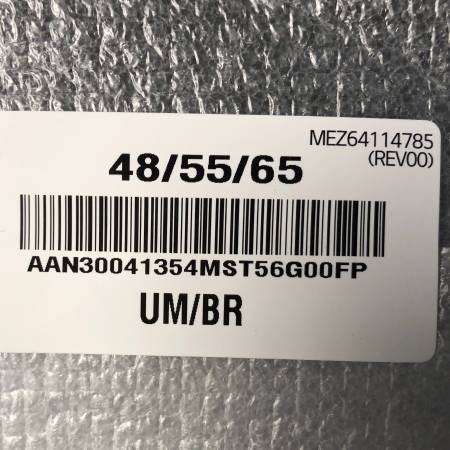 MEZ64114785
(REV00)
48/55/65
AAN30041354MST56G00FP
UM/BR